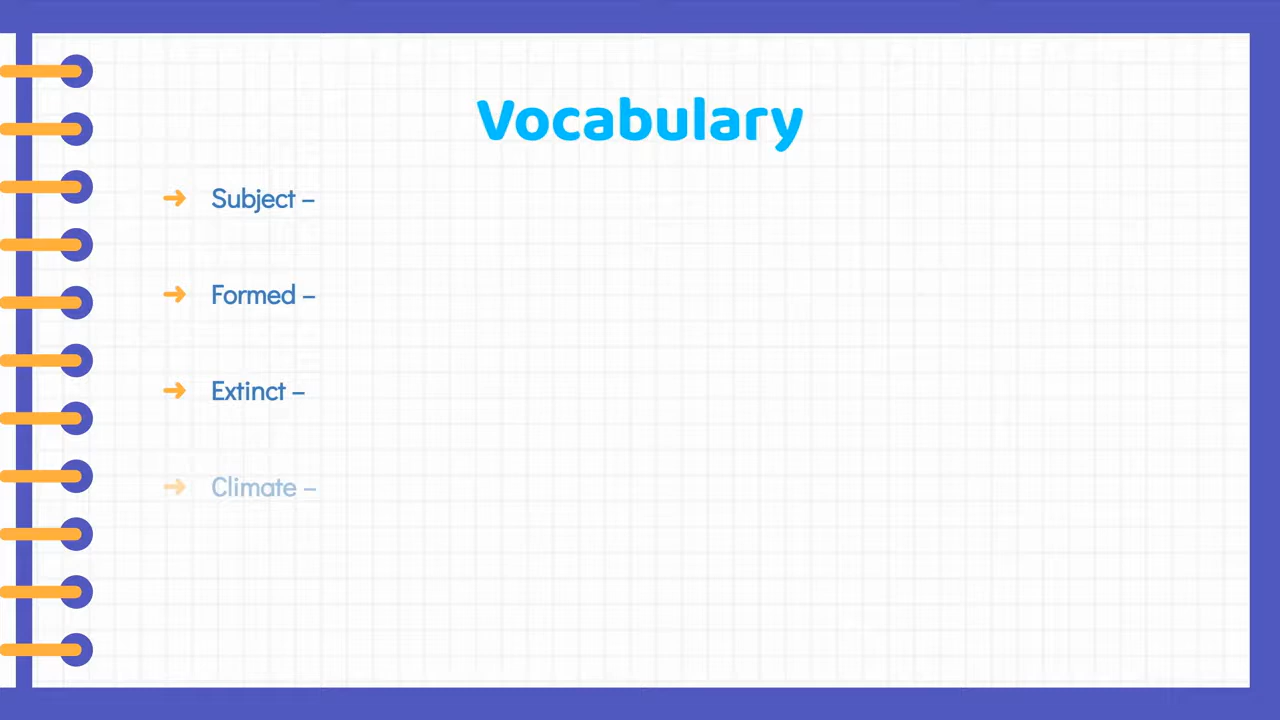 Vocabulary
➜ Subject –
➜ Formed –
➜ Extinct –
➜ Climate –